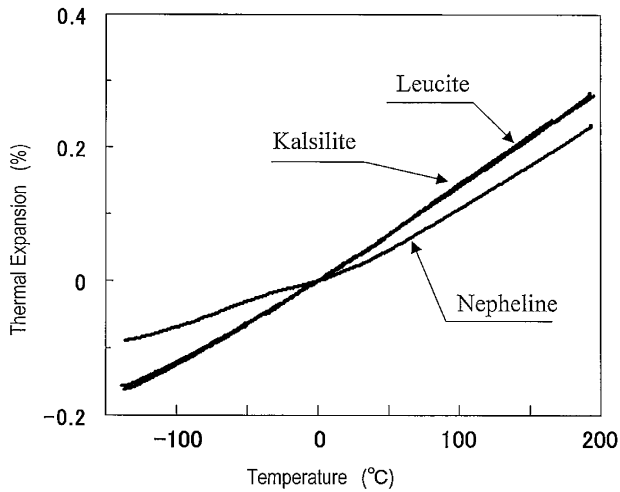 0.4
Leucite
0.2
Kalsilite
Thermal Expansion (%)
0
Nepheline
-0.2
-100
0
100
200
Temperature (°C)